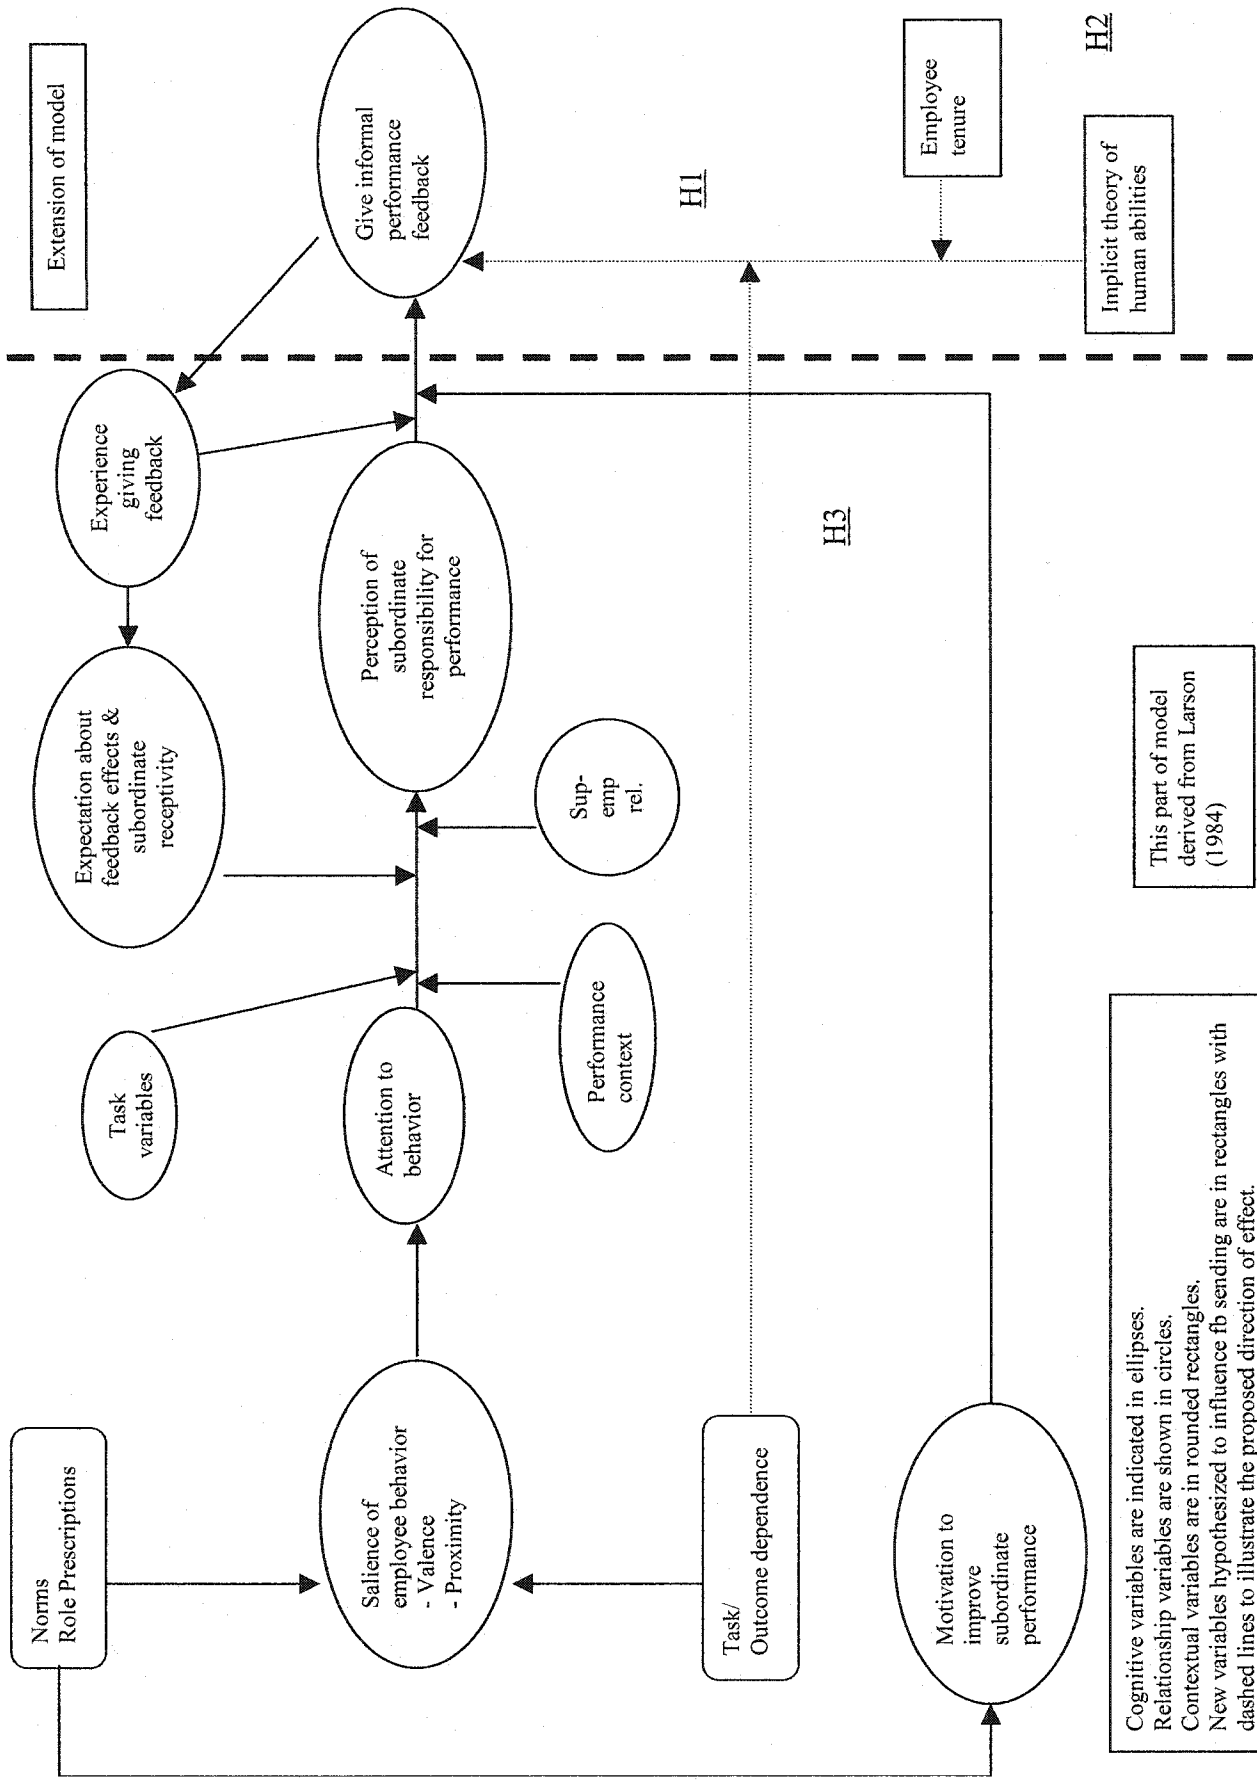 Norms
Role Prescriptions
Salience of
employee behavior
- Valence
- Proximity
Task/
Outcome dependence
Motivation to
improve
subordinate
performance
Task
variables
Attention to
behavior
Performance
context
Expectation about
feedback effects &
subordinate
receptivity
Sup-
emp
rel.
Experience
giving
feedback
Perception of
subordinate
responsibility for
performance
H3
Extension of model
Give informal
performance
feedback
H1
Employee
tenure
Implicit theory of
human abilities
H2
This part of model
derived from Larson
(1984)
Cognitive variables are indicated in ellipses.
Relationship variables are shown in circles.
Contextual variables are in rounded rectangles.
New variables hypothesized to influence fb sending are in rectangles with
dashed lines to illustrate the proposed direction of effect.